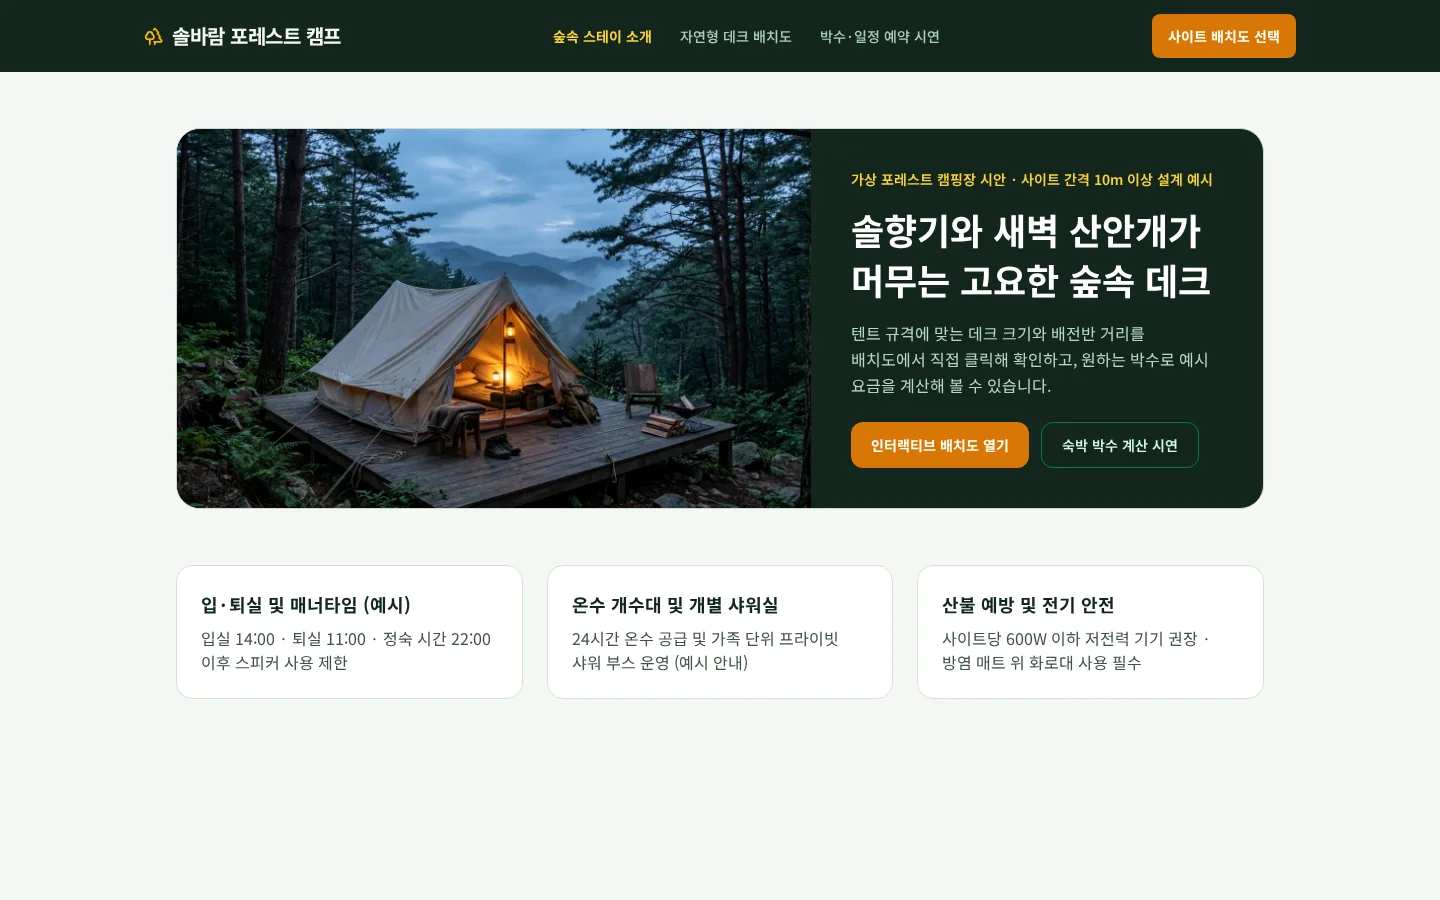 솔바람 포레스트 캠프
숲속 스테이 소개
자연형 데크 배치도
박수·일정 예약 시연
사이트 배치도 선택
가상 포레스트 캠핑장 시안 · 사이트 간격 10m 이상 설계 예시
솔향기와 새벽 산안개가
머무는 고요한 숲속 데크
텐트 규격에 맞는 데크 크기와 배전반 거리를
배치도에서 직접 클릭해 확인하고, 원하는 박수로 예시
요금을 계산해 볼 수 있습니다.
인터랙티브 배치도 열기
숙박 박수 계산 시연
입·퇴실 및 매너타임 (예시)
입실 14:00 · 퇴실 11:00 · 정숙 시간 22:00
이후 스피커 사용 제한
온수 개수대 및 개별 샤워실
24시간 온수 공급 및 가족 단위 프라이빗
샤워 부스 운영 (예시 안내)
산불 예방 및 전기 안전
사이트당 600W 이하 저전력 기기 권장 ·
방염 매트 위 화로대 사용 필수